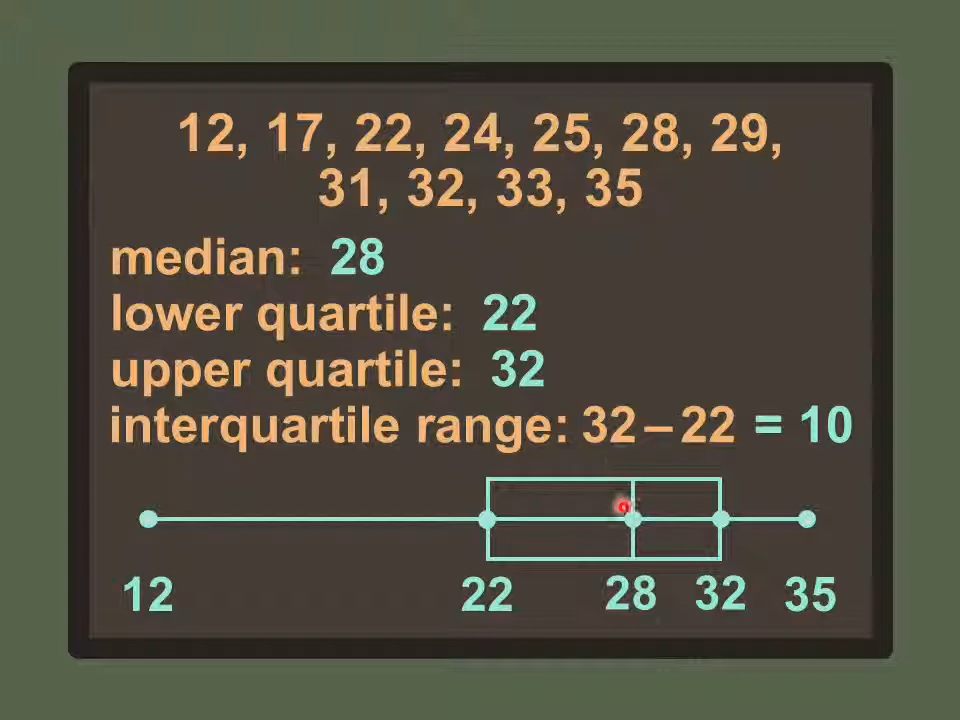 12, 17, 22, 24, 25, 28, 29,
31, 32, 33, 35
median: 28
lower quartile: 22
upper quartile: 32
interquartile range: 32 – 22 = 10
12 22 28 32 35